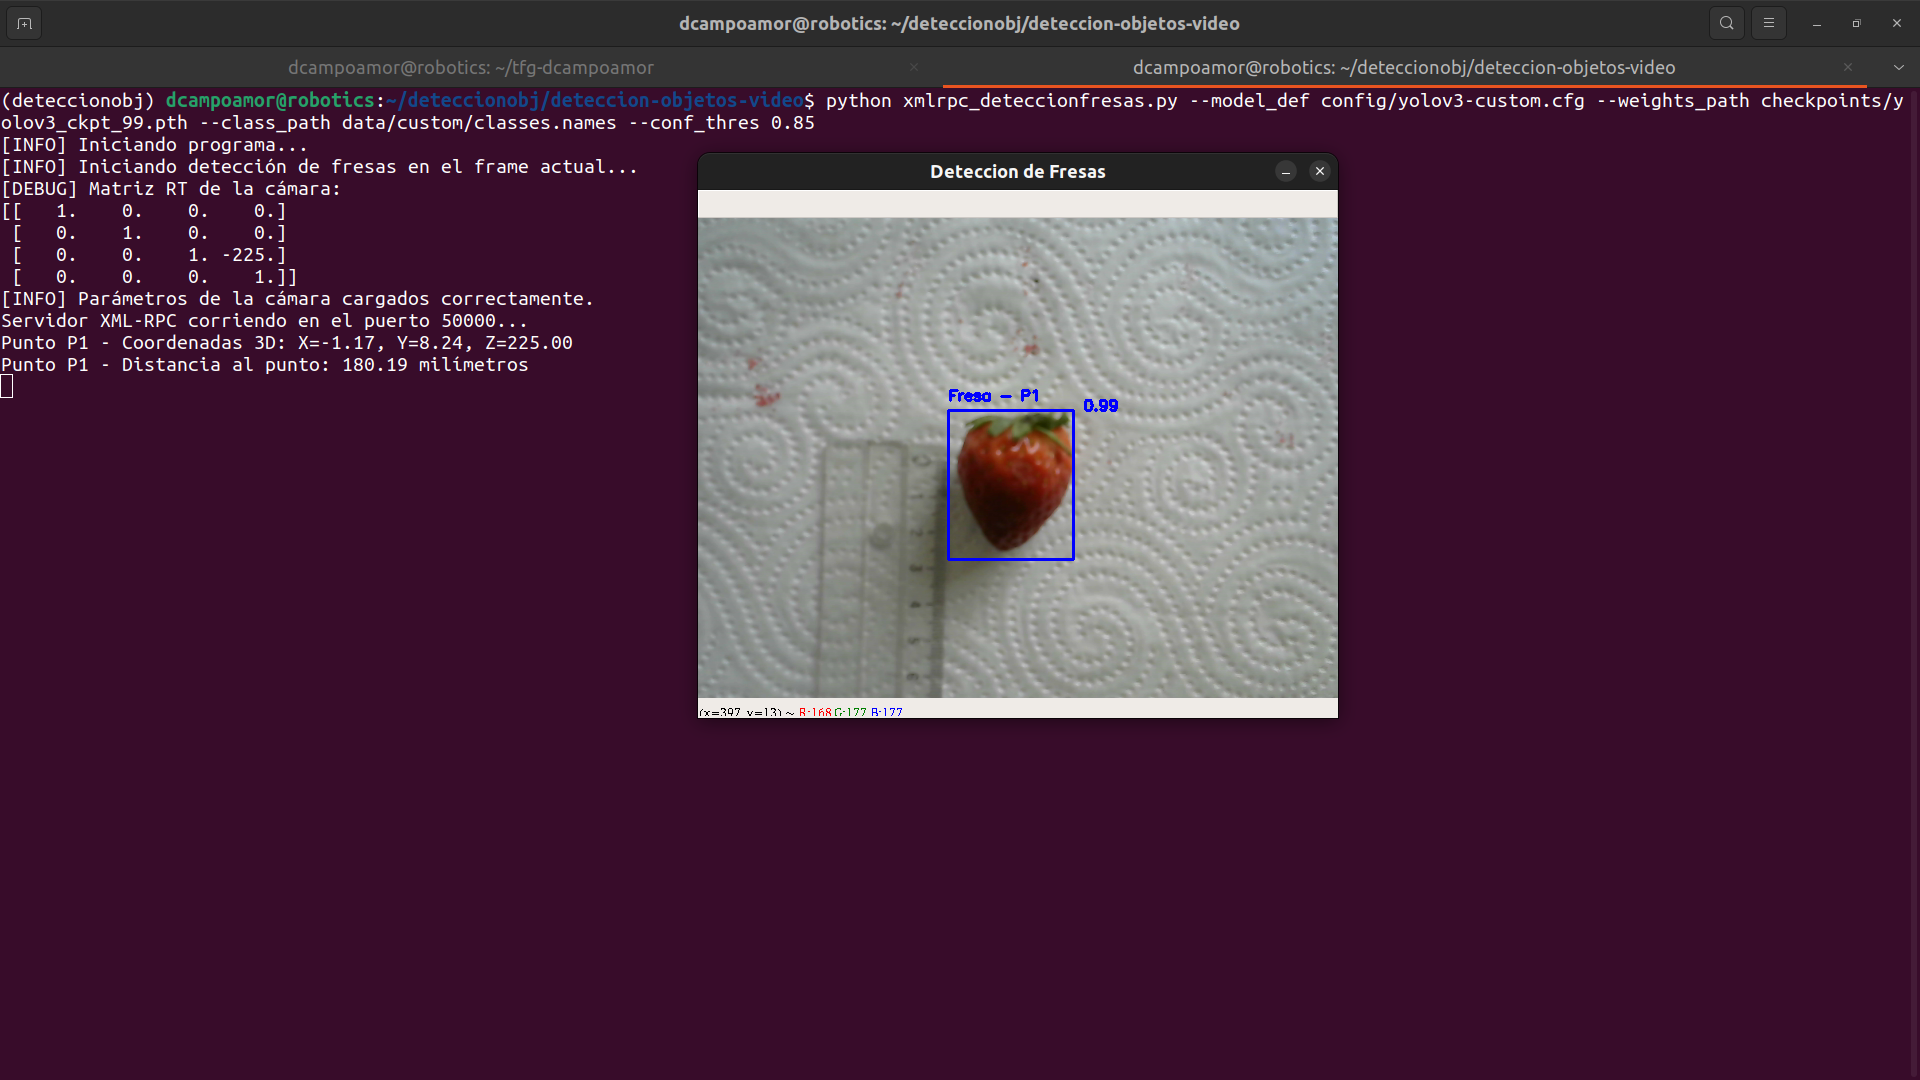 dcampoamor@robotics: ~/deteccionobj/deteccion-objetos-video
dcampoamor@robotics: ~/tfg-dcampoamor
dcampoamor@robotics: ~/deteccionobj/deteccion-objetos-video
(deteccionobj) dcampoamor@robotics:~/deteccionobj/deteccion-objetos-video$ python xmlrpc_deteccionfresas.py --model_def config/yolov3-custom.cfg --weights_path checkpoints/y
olov3_ckpt_99.pth --class_path data/custom/classes.names --conf_thres 0.85
[INFO] Iniciando programa...
[INFO] Iniciando detección de fresas en el frame actual...
[DEBUG] Matriz RT de la cámara:
[[   1.    0.    0.    0.]
 [   0.    1.    0.    0.]
 [   0.    0.    1. -225.]
 [   0.    0.    0.    1.]]
[INFO] Parámetros de la cámara cargados correctamente.
Servidor XML-RPC corriendo en el puerto 50000...
Punto P1 - Coordenadas 3D: X=-1.17, Y=8.24, Z=225.00
Punto P1 - Distancia al punto: 180.19 milímetros
Deteccion de Fresas
Fresa - P1
0.99
(x=397, y=13) ~ R:168 G:177 B:177